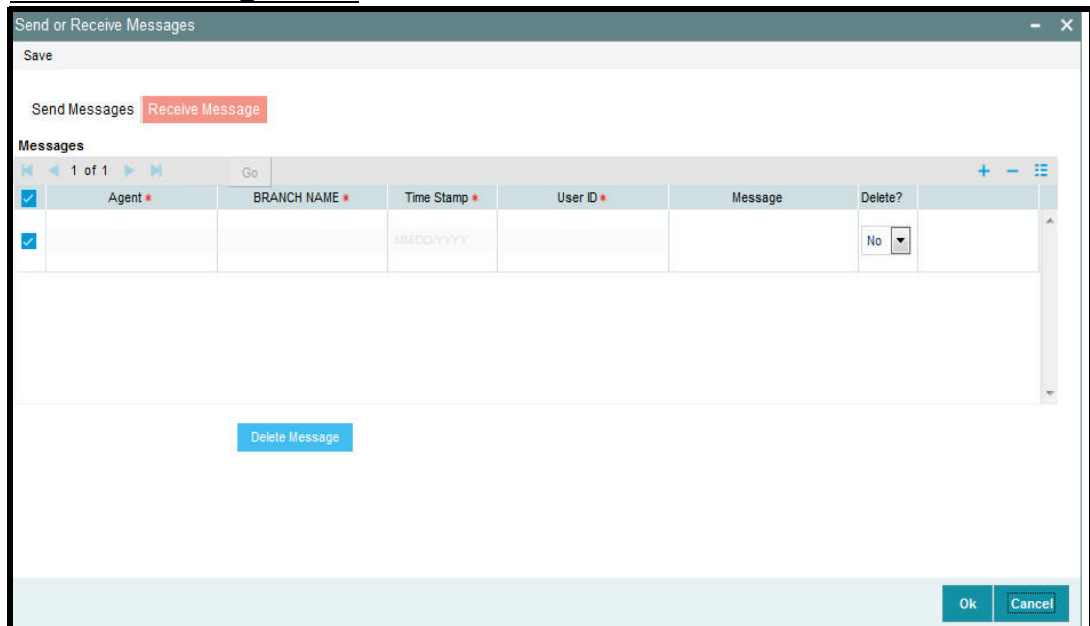 Send or Receive Messages
Save
Send Messages Receive Message
Messages
1 of 1 Go
Agent * BRANCH NAME * Time Stamp * User ID * Message Delete?
MM/DD/YYYY No
Delete Message
Ok Cancel